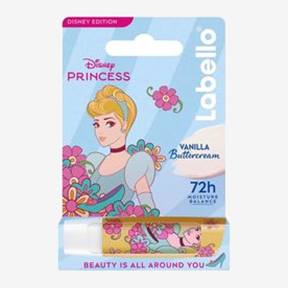 DISNEY EDITION
Disney
PRINCESS
Labello
VANILLA
Buttercream
72h
MOISTURE
BALANCE
BEAUTY IS ALL AROUND YOU